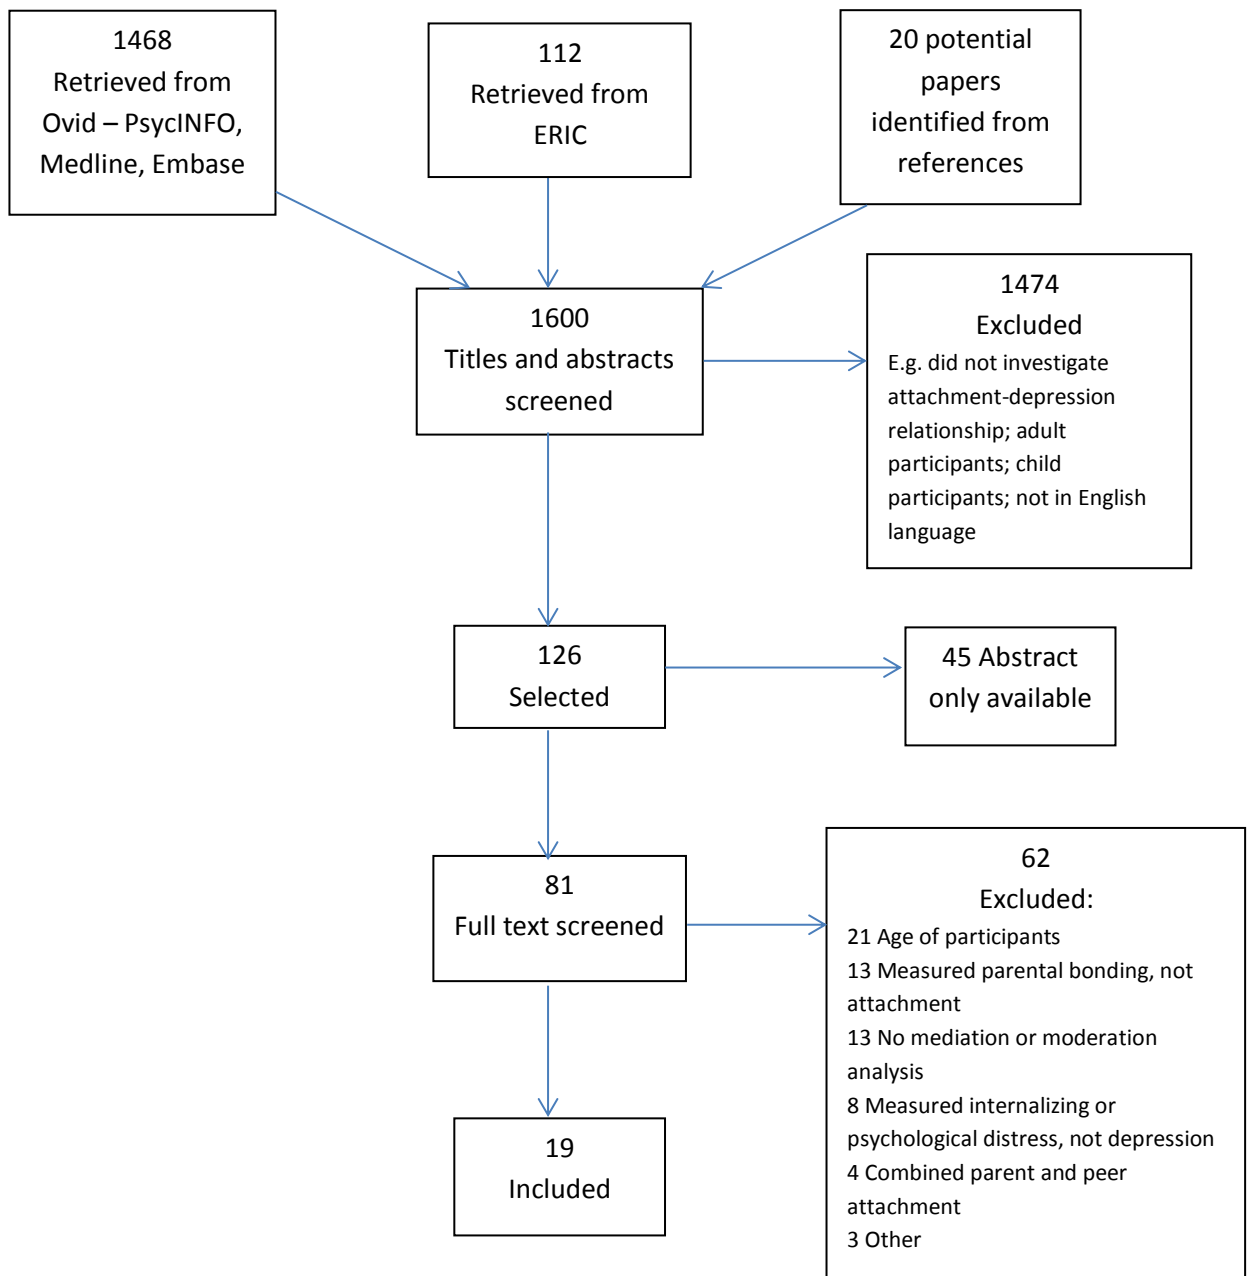 1468
Retrieved from
Ovid – PsycINFO,
Medline, Embase
112
Retrieved from
ERIC
20 potential
papers
identified from
references
1600
Titles and abstracts
screened
1474
Excluded
E.g. did not investigate
attachment-depression
relationship; adult
participants; child
participants; not in English
language
126
Selected
45 Abstract
only available
81
Full text screened
62
Excluded:
21 Age of participants
13 Measured parental bonding, not
attachment
13 No mediation or moderation
analysis
8 Measured internalizing or
psychological distress, not depression
4 Combined parent and peer
attachment
3 Other
19
Included